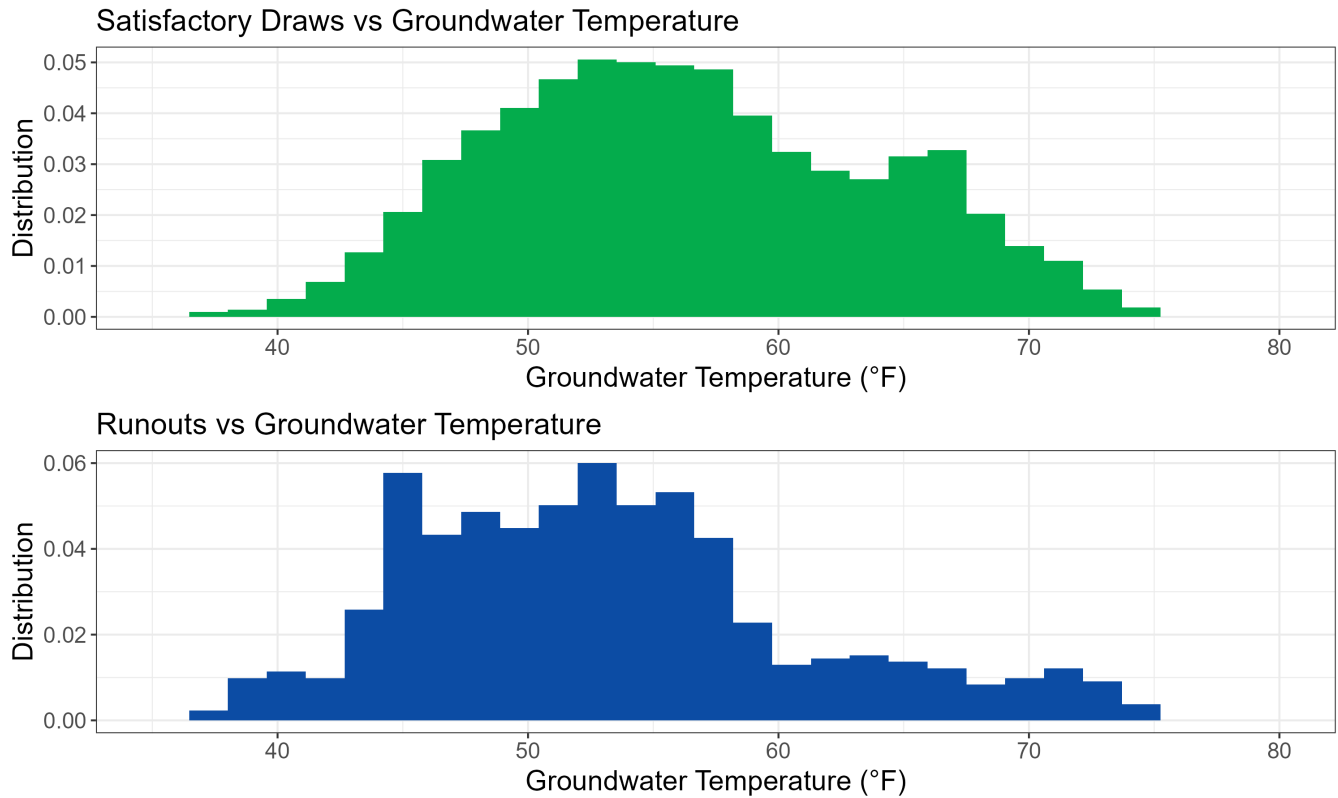 Satisfactory Draws vs Groundwater Temperature
Distribution
0.05
0.04
0.03
0.02
0.01
0.00
40 50 60 70 80
Groundwater Temperature (°F)
Runouts vs Groundwater Temperature
Distribution
0.06
0.04
0.02
0.00
40 50 60 70 80
Groundwater Temperature (°F)